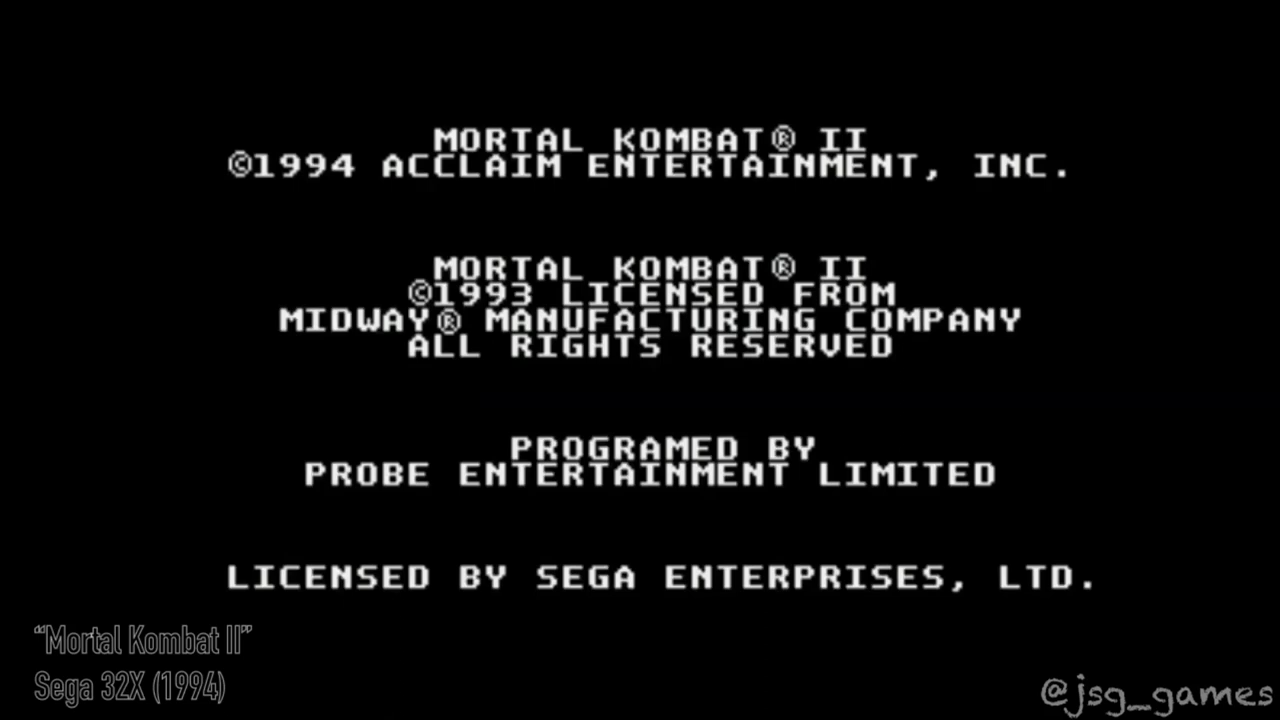 MORTAL KOMBAT® II
©1994 ACCLAIM ENTERTAINMENT, INC.
MORTAL KOMBAT® II
©1993 LICENSED FROM
MIDWAY® MANUFACTURING COMPANY
ALL RIGHTS RESERVED
PROGRAMED BY
PROBE ENTERTAINMENT LIMITED
LICENSED BY SEGA ENTERPRISES, LTD.
“Mortal Kombat II”
Sega 32X (1994)
@jsg_games